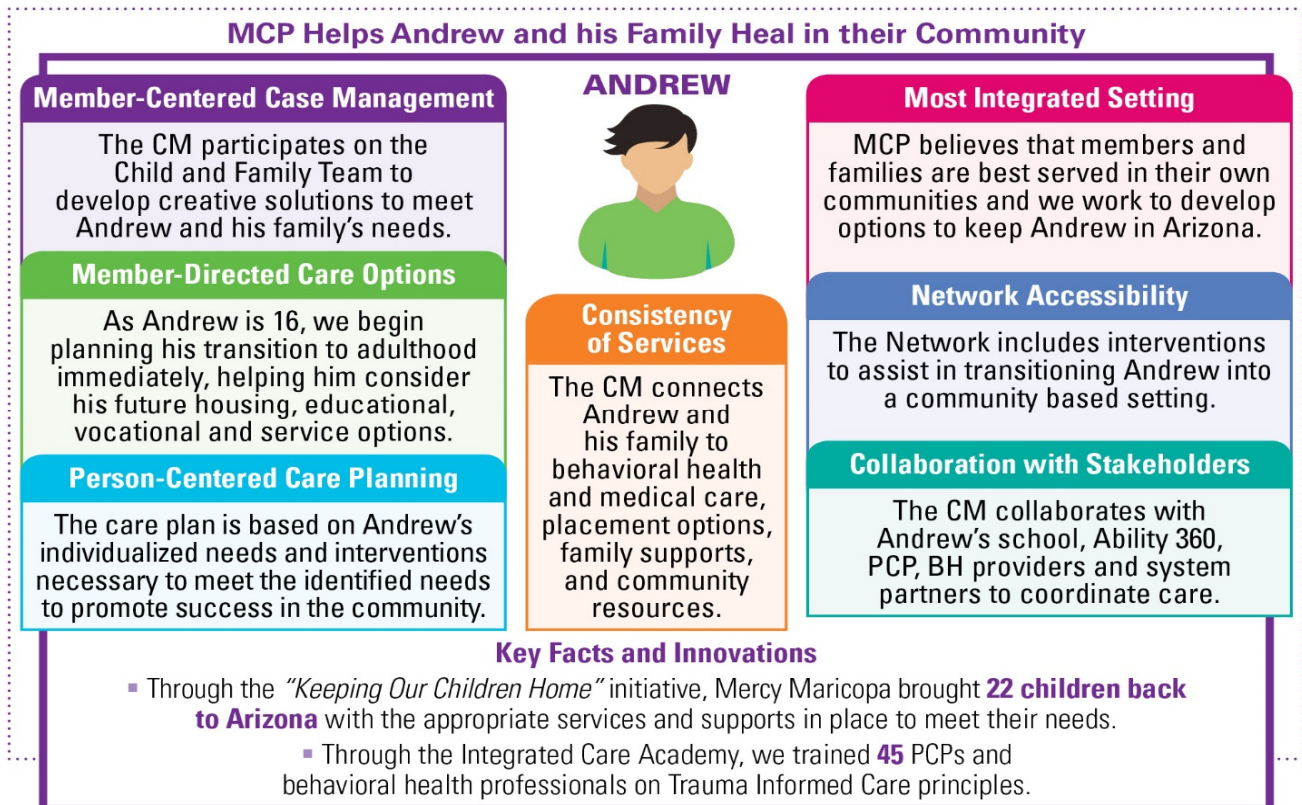 MCP Helps Andrew and his Family Heal in their Community
Member-Centered Case Management
The CM participates on the
Child and Family Team to
develop creative solutions to meet
Andrew and his family's needs.
Member-Directed Care Options
As Andrew is 16, we begin
planning his transition to adulthood
immediately, helping him consider
his future housing, educational,
vocational and service options.
Person-Centered Care Planning
The care plan is based on Andrew's
individualized needs and interventions
necessary to meet the identified needs
to promote success in the community.
ANDREW
Consistency
of Services
The CM connects
Andrew and
his family to
behavioral health
and medical care,
placement options,
family supports,
and community
resources.
Most Integrated Setting
MCP believes that members and
families are best served in their own
communities and we work to develop
options to keep Andrew in Arizona.
Network Accessibility
The Network includes interventions
to assist in transitioning Andrew into
a community based setting.
Collaboration with Stakeholders
The CM collaborates with
Andrew's school, Ability 360,
PCP, BH providers and system
partners to coordinate care.
Key Facts and Innovations
▪ Through the "Keeping Our Children Home" initiative, Mercy Maricopa brought 22 children back
to Arizona with the appropriate services and supports in place to meet their needs.
▪ Through the Integrated Care Academy, we trained 45 PCPs and
behavioral health professionals on Trauma Informed Care principles.